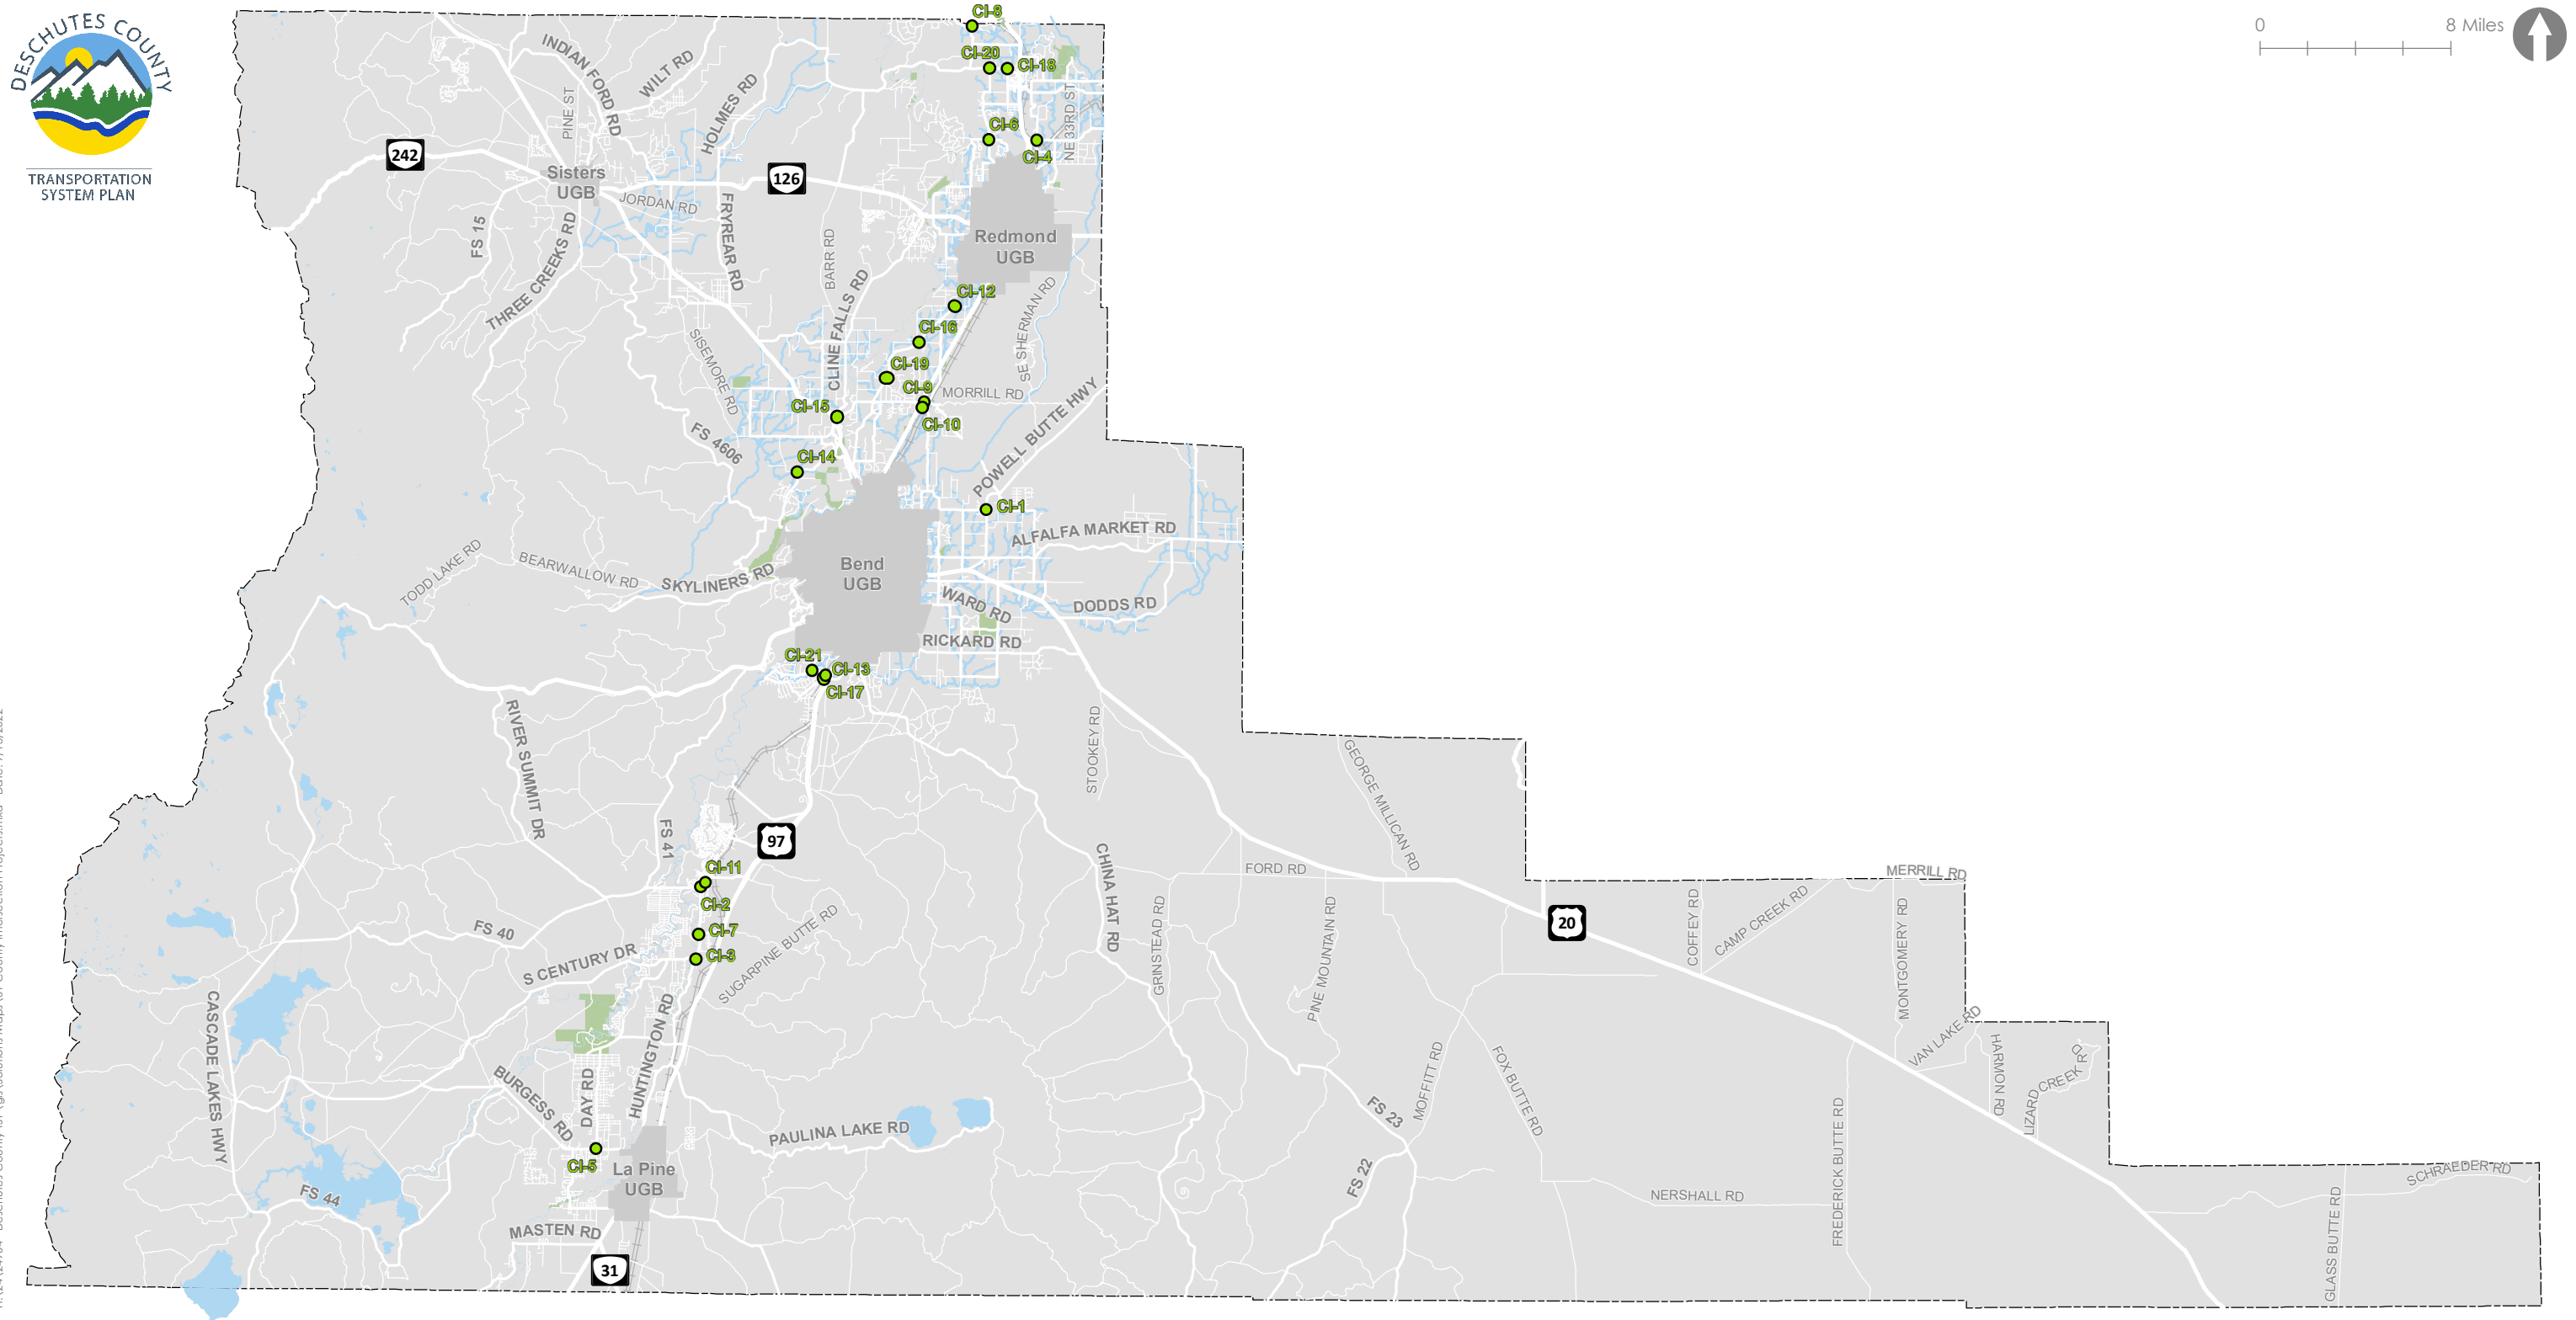 DESCHUTES COUNTY
TRANSPORTATION
SYSTEM PLAN
0 8 Miles
CI-8
CI-20
CI-18
INDIAN FORD RD
WILT RD
PINE ST
HOLMES RD
NE 33RD ST
CI-6
CI-4
242
126
Sisters
UGB
JORDAN RD
FS 15
THREE CREEKS RD
FRYREAR RD
BARR RD
Redmond
UGB
CLINE FALLS RD
CI-12
SE SHERMAN RD
CI-16
SISEMORE RD
CI-19
CI-9
MORRILL RD
CI-15
CI-10
POWELL BUTTE HWY
FS 4606
CI-14
CI-1
ALFALFA MARKET RD
TODD LAKE RD
BEARWALLOW RD
SKYLINERS RD
Bend
UGB
WARD RD
DODDS RD
RICKARD RD
CI-21
CI-13
CI-17
RIVER SUMMIT DR
STOOKEY RD
GEORGE MILLICAN RD
FS 41
97
CHINA HAT RD
FORD RD
MERRILL RD
CI-11
CI-2
CI-7
CI-3
FS 40
S CENTURY DR
SUGARPINE BUTTE RD
GRINSTEAD RD
PINE MOUNTAIN RD
20
COFFEY RD
CAMP CREEK RD
MONTGOMERY RD
VAN LAKE RD
HARMON RD
LIZARD CREEK RD
CASCADE LAKES HWY
HUNTINGTON RD
BURGESS RD
DAY RD
MOFFITT RD
FOX BUTTE RD
FS 23
PAULINA LAKE RD
CI-5
La Pine
UGB
FS 44
FS 22
NERSHALL RD
FREDERICK BUTTE RD
SCHRAEDER RD
GLASS BUTTE RD
MASTEN RD
31